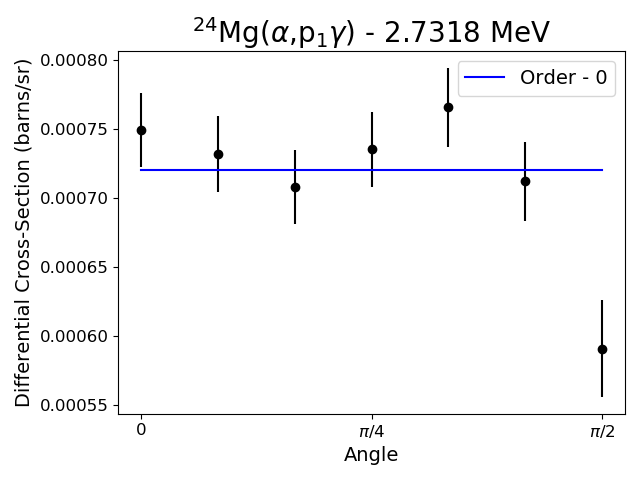 ²⁴Mg(α,p₁γ) - 2.7318 MeV
Order - 0
Differential Cross-Section (barns/sr)
0.00080
0.00075
0.00070
0.00065
0.00060
0.00055
0 π/4 π/2
Angle